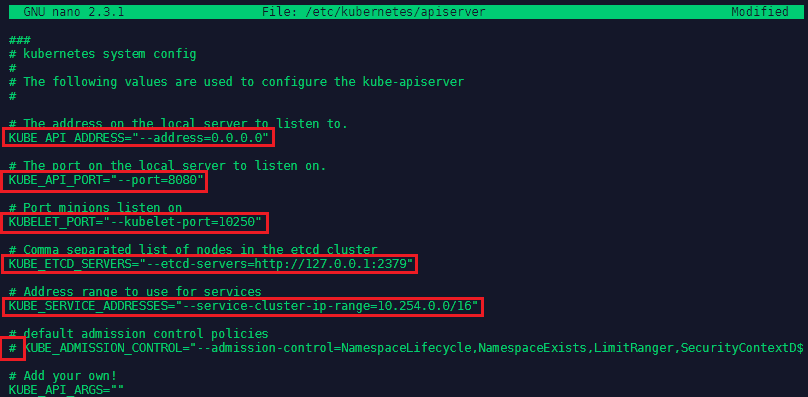 GNU nano 2.3.1 File: /etc/kubernetes/apiserver Modified
###
# kubernetes system config
#
# The following values are used to configure the kube-apiserver
#
# The address on the local server to listen to.
KUBE_API_ADDRESS="--address=0.0.0.0"
# The port on the local server to listen on.
KUBE_API_PORT="--port=8080"
# Port minions listen on
KUBELET_PORT="--kubelet-port=10250"
# Comma separated list of nodes in the etcd cluster
KUBE_ETCD_SERVERS="--etcd-servers=http://127.0.0.1:2379"
# Address range to use for services
KUBE_SERVICE_ADDRESSES="--service-cluster-ip-range=10.254.0.0/16"
# default admission control policies
# KUBE_ADMISSION_CONTROL="--admission-control=NamespaceLifecycle,NamespaceExists,LimitRanger,SecurityContextD$
# Add your own!
KUBE_API_ARGS=""